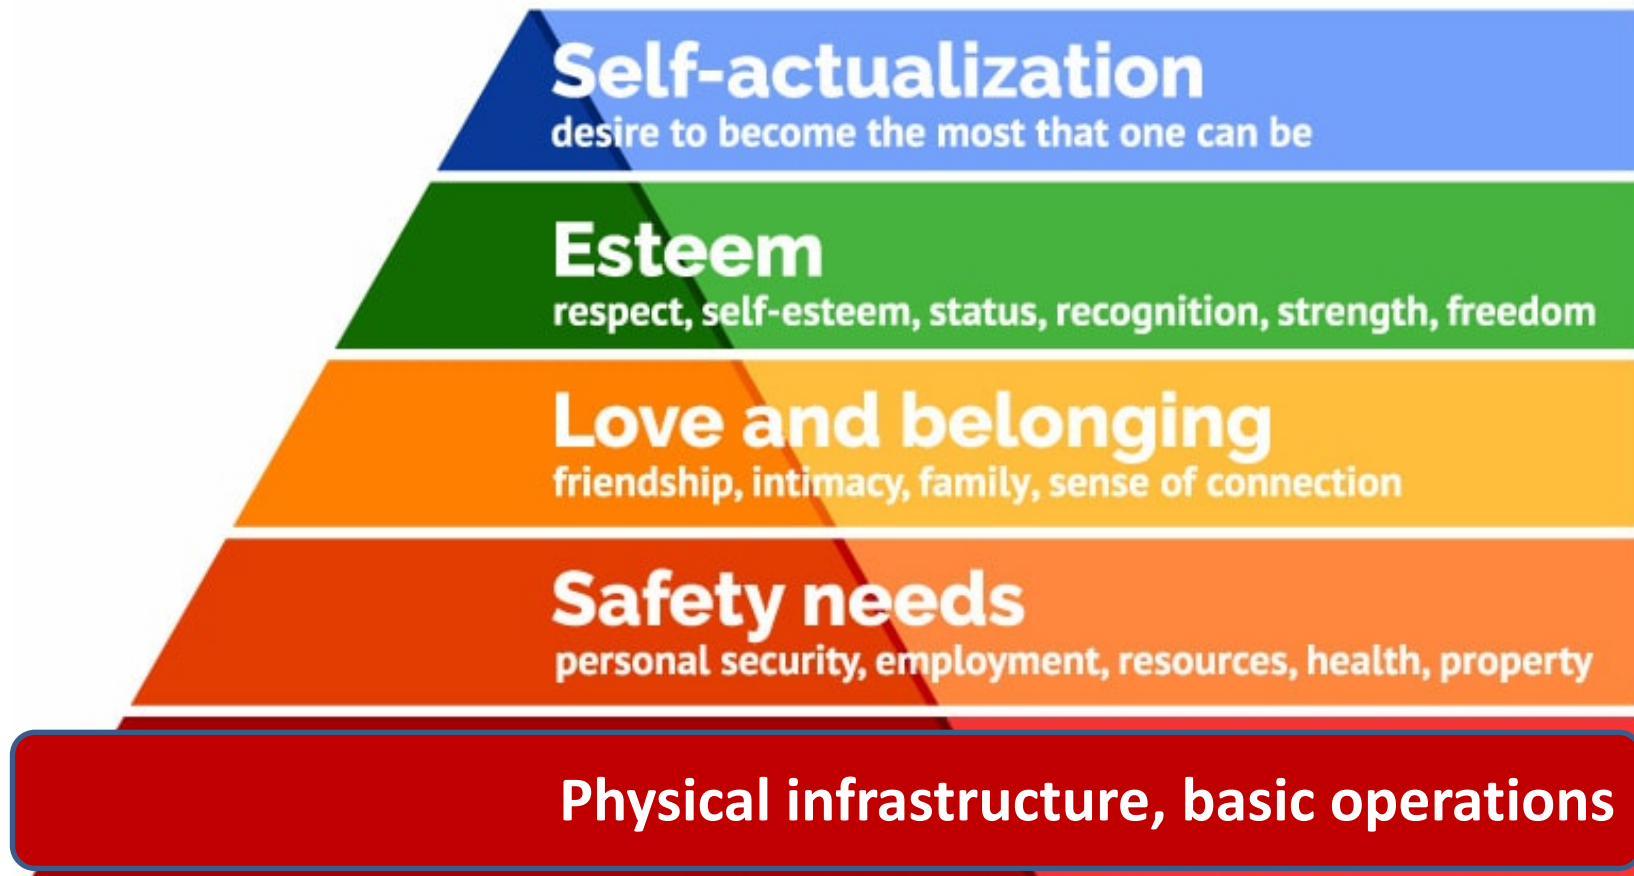 Self-actualization
desire to become the most that one can be
Esteem
respect, self-esteem, status, recognition, strength, freedom
Love and belonging
friendship, intimacy, family, sense of connection
Safety needs
personal security, employment, resources, health, property
Physical infrastructure, basic operations